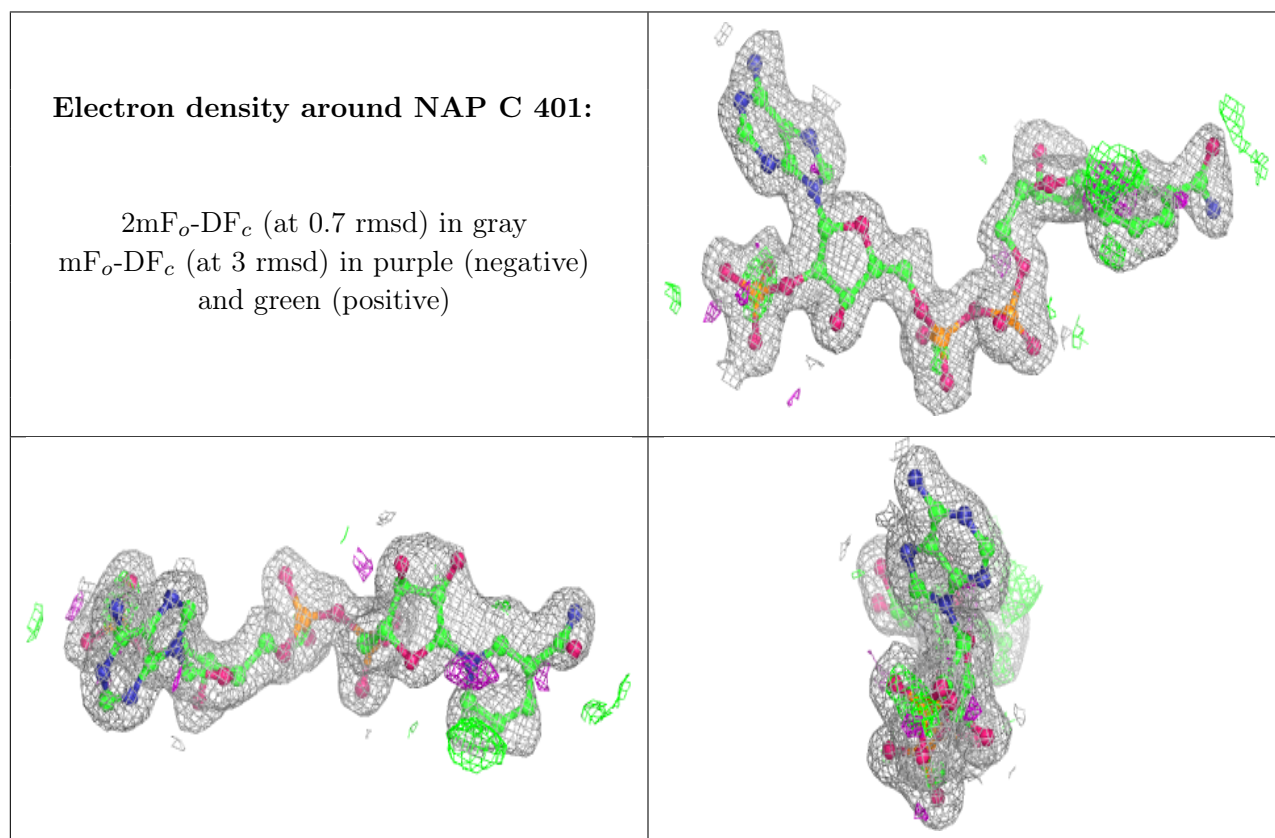 Electron density around NAP C 401:
2mFo-DFc (at 0.7 rmsd) in gray
mFo-DFc (at 3 rmsd) in purple (negative)
and green (positive)